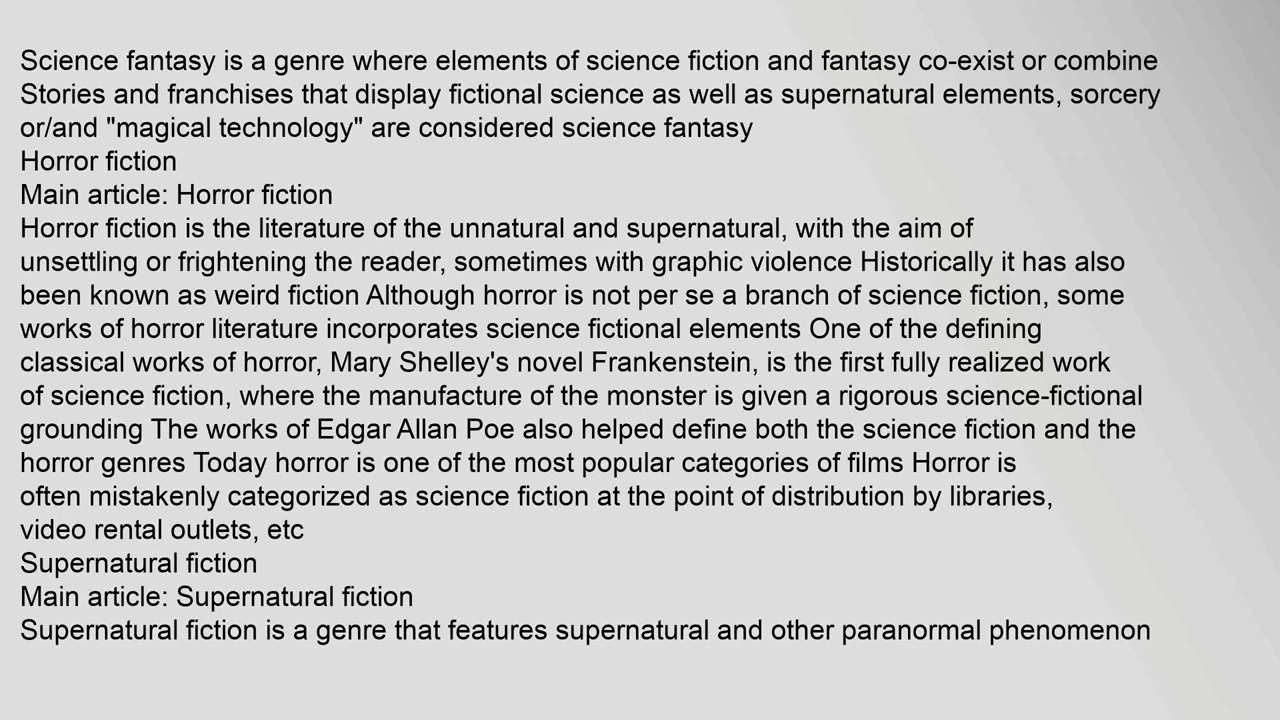 Science fantasy is a genre where elements of science fiction and fantasy co-exist or combine
Stories and franchises that display fictional science as well as supernatural elements, sorcery
or/and "magical technology" are considered science fantasy
Horror fiction
Main article: Horror fiction
Horror fiction is the literature of the unnatural and supernatural, with the aim of
unsettling or frightening the reader, sometimes with graphic violence Historically it has also
been known as weird fiction Although horror is not per se a branch of science fiction, some
works of horror literature incorporates science fictional elements One of the defining
classical works of horror, Mary Shelley's novel Frankenstein, is the first fully realized work
of science fiction, where the manufacture of the monster is given a rigorous science-fictional
grounding The works of Edgar Allan Poe also helped define both the science fiction and the
horror genres Today horror is one of the most popular categories of films Horror is
often mistakenly categorized as science fiction at the point of distribution by libraries,
video rental outlets, etc
Supernatural fiction
Main article: Supernatural fiction
Supernatural fiction is a genre that features supernatural and other paranormal phenomenon